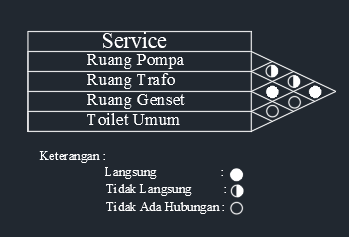 Service
Ruang Pompa
Ruang Trafo
Ruang Genset
Toilet Umum
Keterangan :
Langsung :
Tidak Langsung :
Tidak Ada Hubungan :